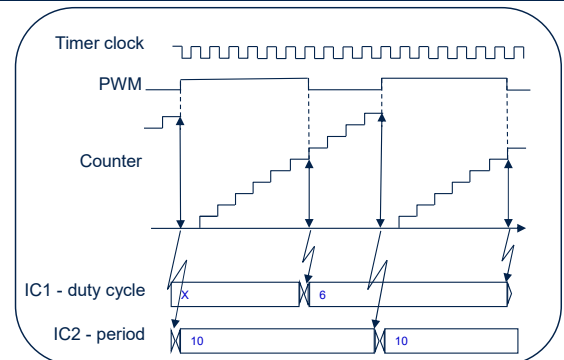 Timer clock
PWM
Counter
IC1 - duty cycle
X
6
IC2 - period
10
10